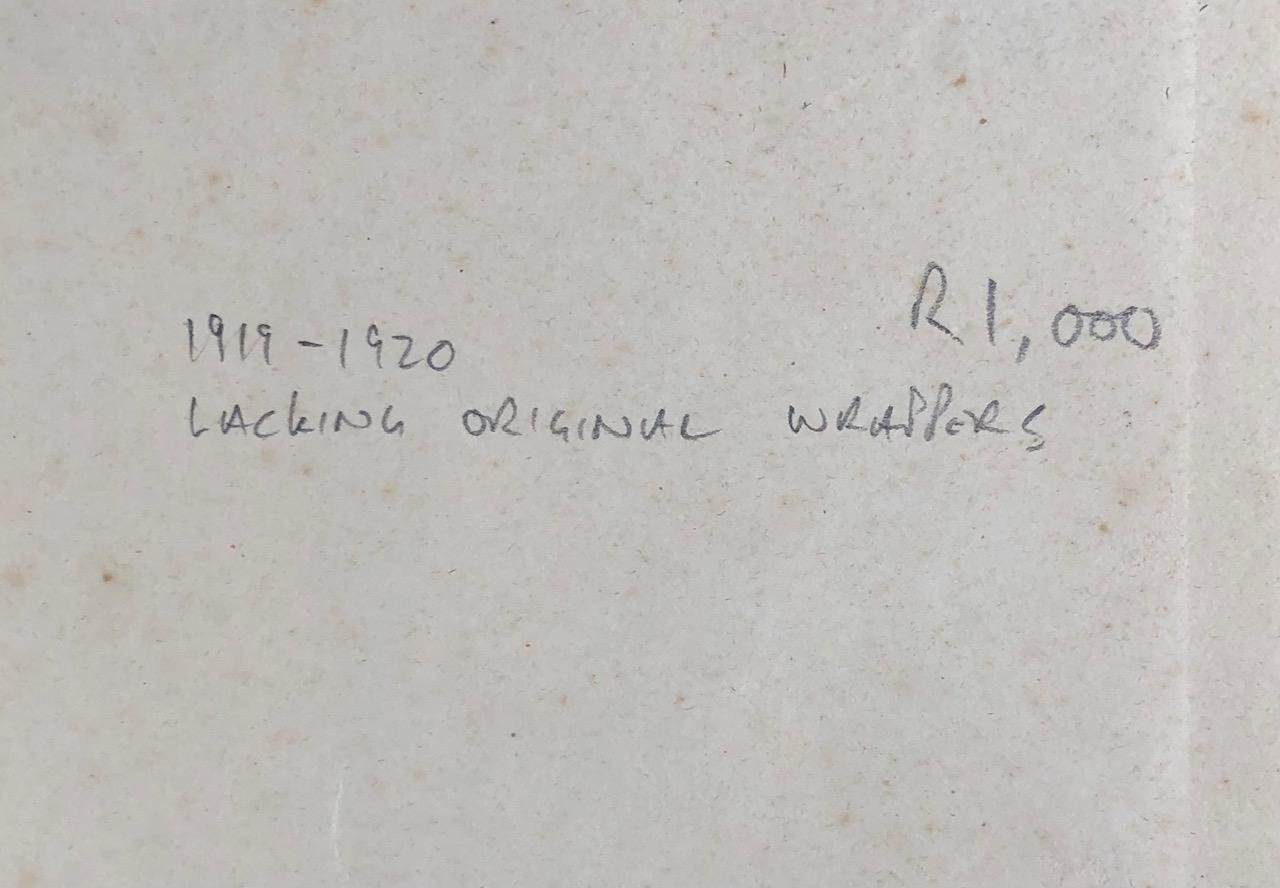 R1,000
1919-1920
LACKING ORIGINAL WRAPPERS